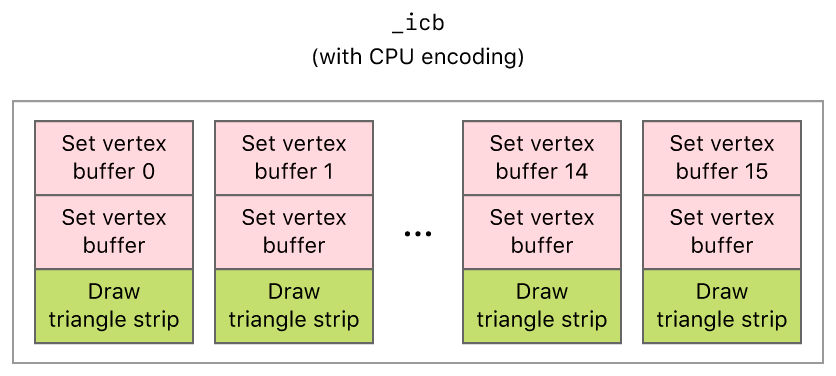 _icb
(with CPU encoding)
Set vertex
buffer 0
Set vertex
buffer
Draw
triangle strip
Set vertex
buffer 1
Set vertex
buffer
Draw
triangle strip
...
Set vertex
buffer 14
Set vertex
buffer
Draw
triangle strip
Set vertex
buffer 15
Set vertex
buffer
Draw
triangle strip